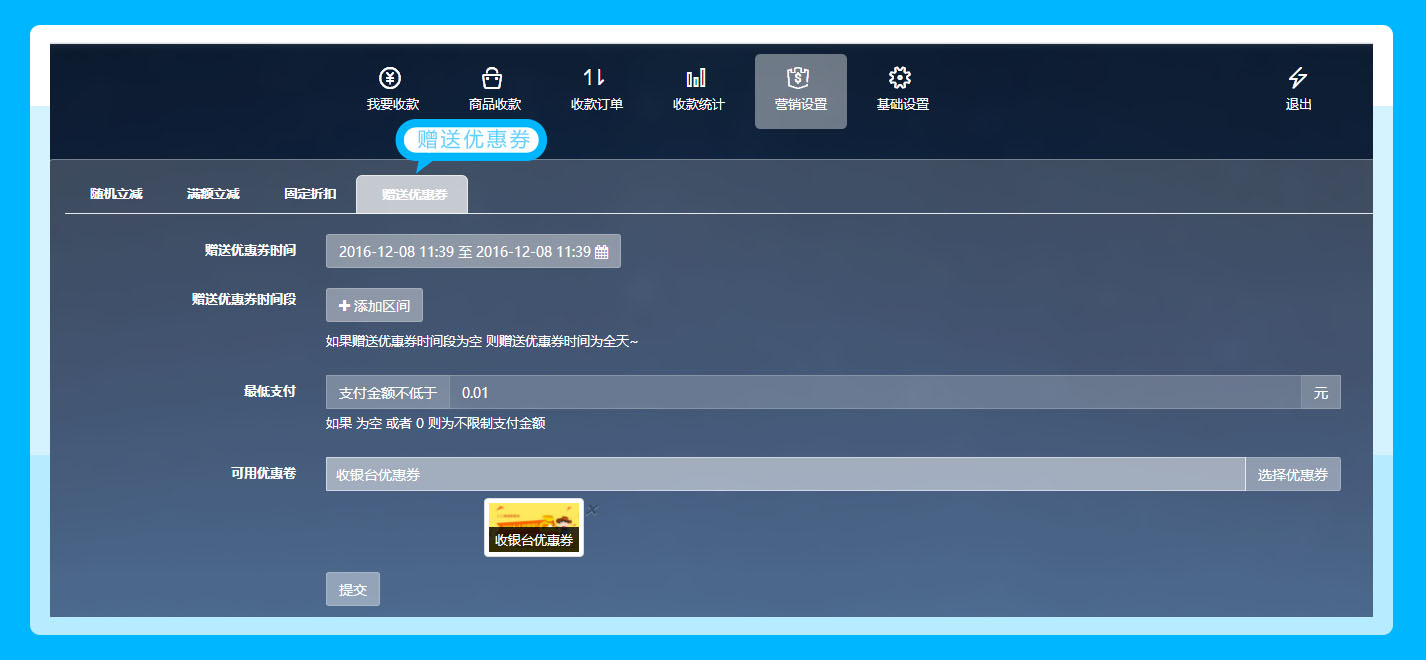 我要收款 商品收款 收款订单 收款统计 营销设置 基础设置 退出
赠送优惠券
随机立减 满额立减 固定折扣 赠送优惠券
赠送优惠券时间 2016-12-08 11:39 至 2016-12-08 11:39
赠送优惠券时间段 添加区间
如果赠送优惠券时间段为空 则赠送优惠券时间为全天~
最低支付 支付金额不低于 0.01 元
如果 为空 或者 0 则为不限制支付金额
可用优惠卷 收银台优惠券 选择优惠券
收银台优惠券
提交